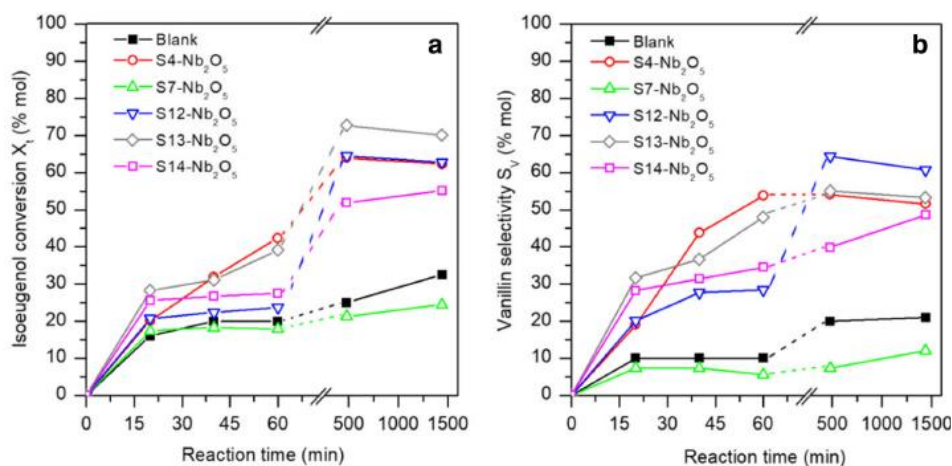 a
Blank
S4-Nb₂O₅
S7-Nb₂O₅
S12-Nb₂O₅
S13-Nb₂O₅
S14-Nb₂O₅
Isoeugenol conversion Xₜ (% mol)
100
90
80
70
60
50
40
30
20
10
0
0 15 30 45 60 500 1000 1500
Reaction time (min)
b
Blank
S4-Nb₂O₅
S7-Nb₂O₅
S12-Nb₂O₅
S13-Nb₂O₅
S14-Nb₂O₅
Vanillin selectivity Sᵥ (% mol)
100
90
80
70
60
50
40
30
20
10
0
0 15 30 45 60 500 1000 1500
Reaction time (min)